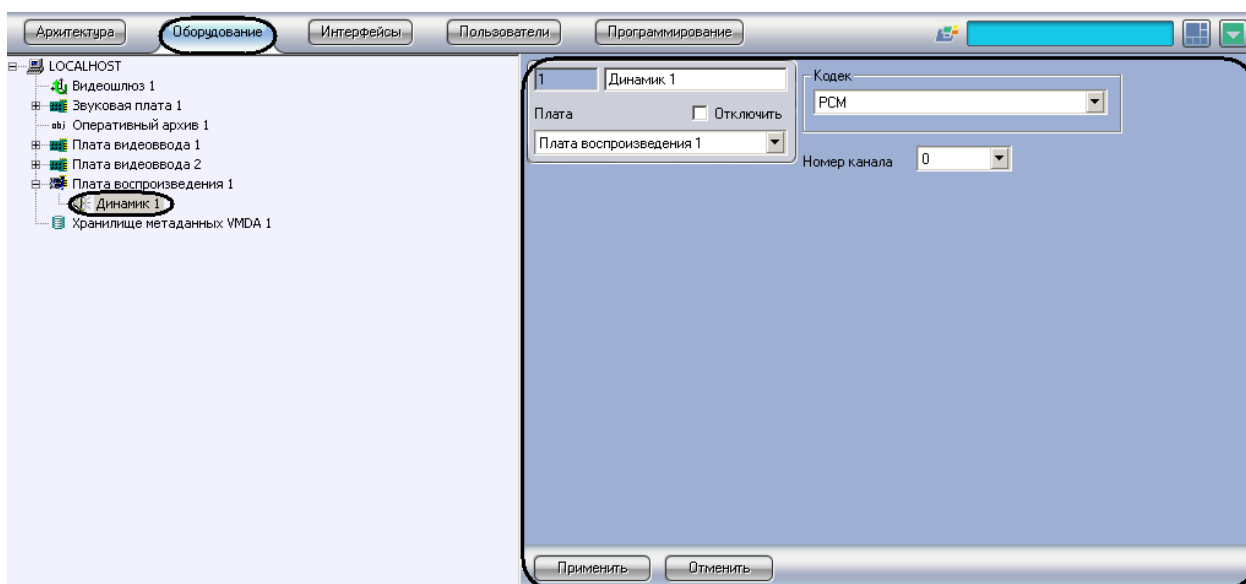 Архитектура Оборудование Интерфейсы Пользователи Программирование
LOCALHOST
Видеошлюз 1
Звуковая плата 1
obj Оперативный архив 1
Плата видеоввода 1
Плата видеоввода 2
Плата воспроизведения 1
Динамик 1
Хранилище метаданных VMDA 1
1 Динамик 1
Плата Отключить
Плата воспроизведения 1
Кодек
PCM
Номер канала 0
Применить Отменить